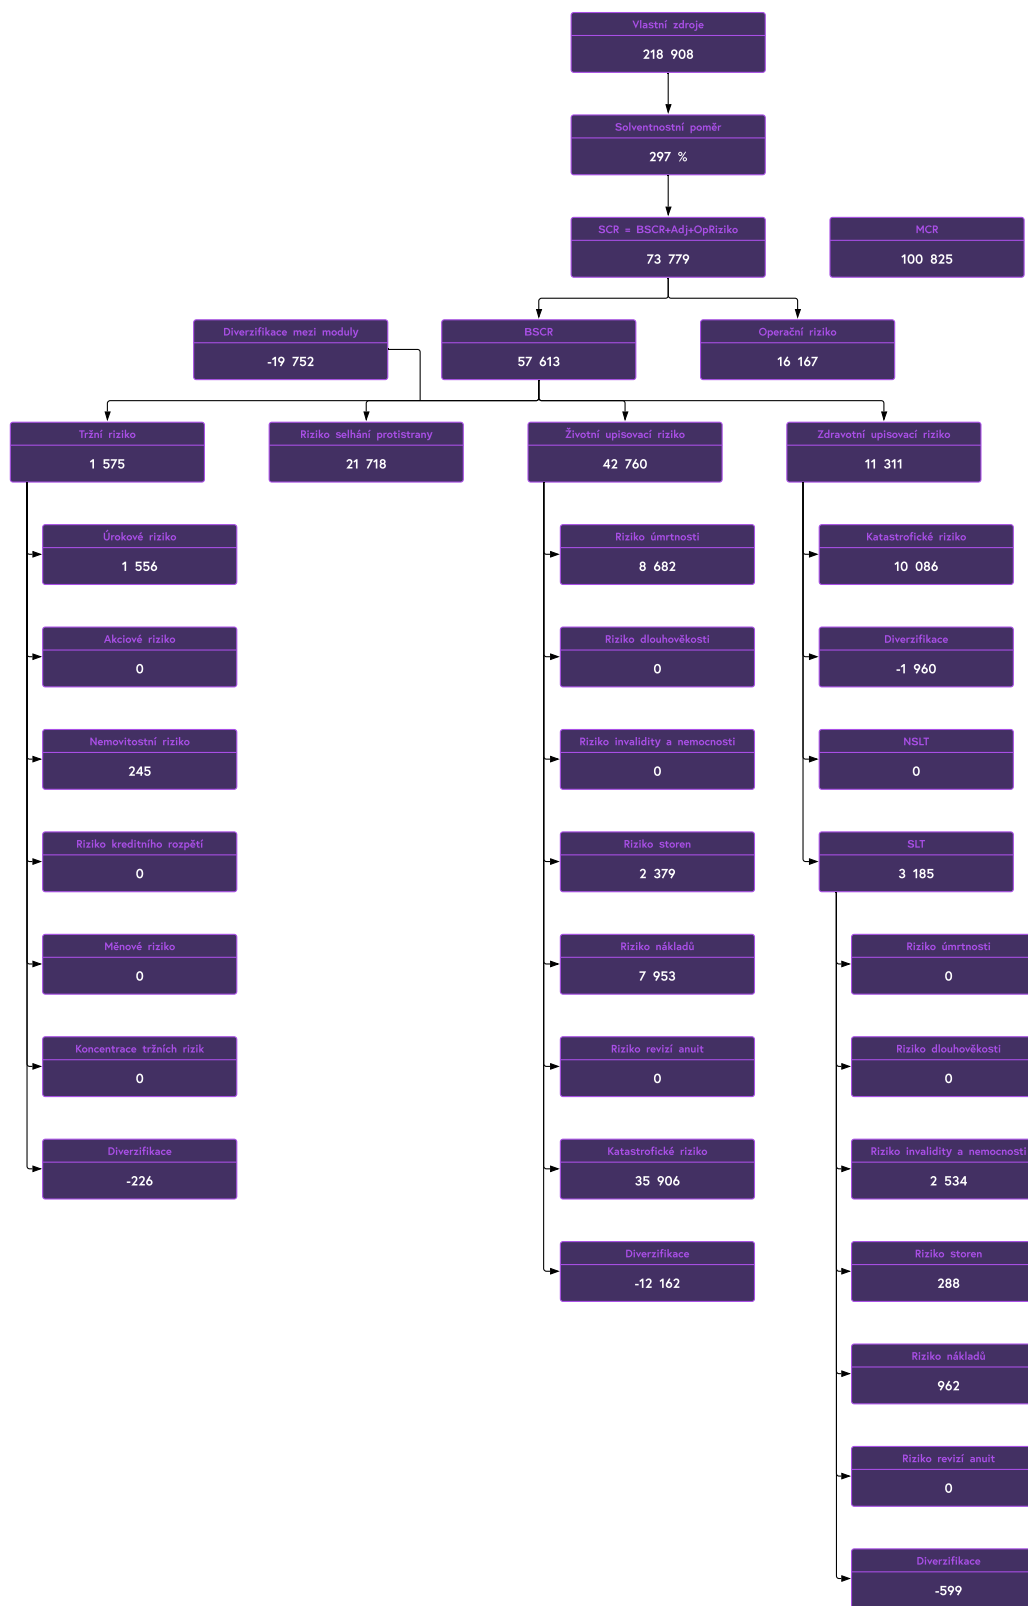 Vlastní zdroje
218 908
Solventnostní poměr
297 %
SCR = BSCR+Adj+OpRiziko
73 779
MCR
100 825
Diverzifikace mezi moduly
-19 752
BSCR
57 613
Operační riziko
16 167
Tržní riziko
1 575
Riziko selhání protistrany
21 718
Životní upisovací riziko
42 760
Zdravotní upisovací riziko
11 311
Úrokové riziko
1 556
Akciové riziko
0
Nemovitostní riziko
245
Riziko kreditního rozpětí
0
Měnové riziko
0
Koncentrace tržních rizik
0
Diverzifikace
-226
Riziko úmrtnosti
8 682
Riziko dlouhověkosti
0
Riziko invalidity a nemocnosti
0
Riziko storen
2 379
Riziko nákladů
7 953
Riziko revizí anuit
0
Katastrofické riziko
35 906
Diverzifikace
-12 162
Katastrofické riziko
10 086
Diverzifikace
-1 960
NSLT
0
SLT
3 185
Riziko úmrtnosti
0
Riziko dlouhověkosti
0
Riziko invalidity a nemocnosti
2 534
Riziko storen
288
Riziko nákladů
962
Riziko revizí anuit
0
Diverzifikace
-599